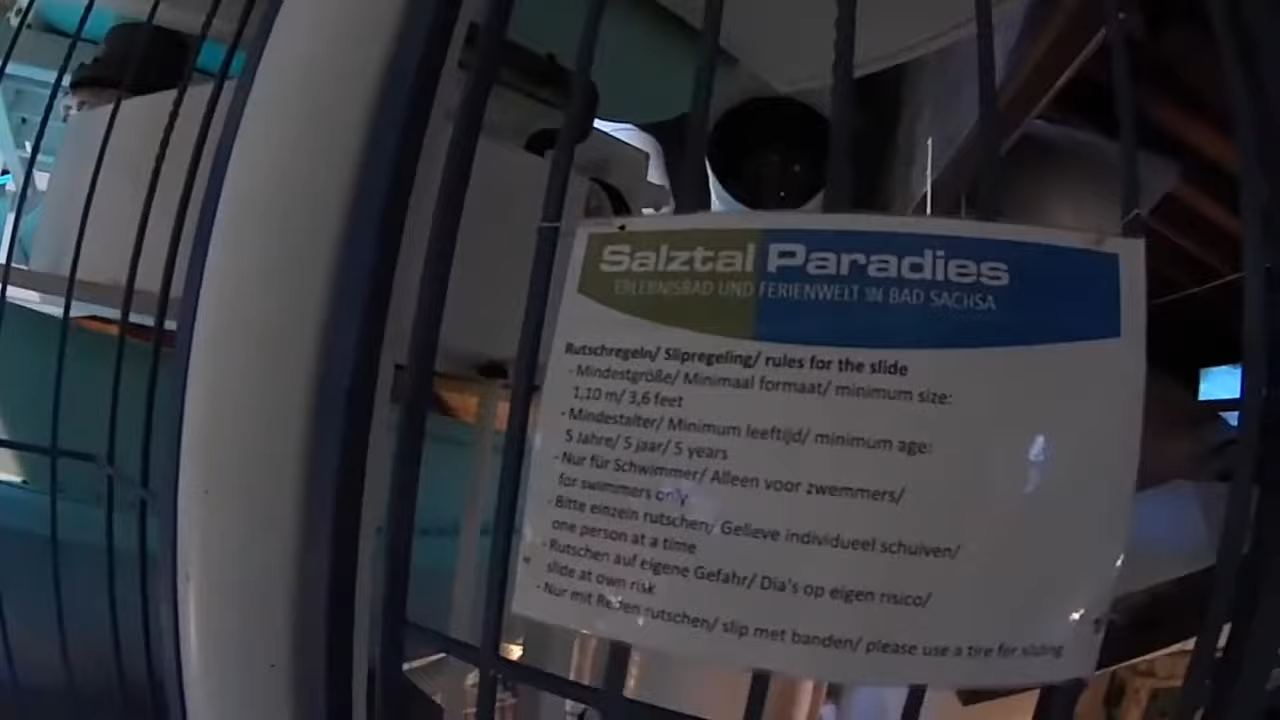 Salztal Paradies
ERLEBNISBAD UND FERIENWELT IN BAD SACHSA
Rutschregeln/ Slipregeling/ rules for the slide
- Mindestgröße/ Minimaal formaat/ minimum size:
1,10 m/ 3,6 feet
- Mindestalter/ Minimum leeftijd/ minimum age:
5 Jahre/ 5 jaar/ 5 years
- Nur für Schwimmer/ Alleen voor zwemmers/
for swimmers only
- Bitte einzeln rutschen/ Gelieve individueel schuiven/
one person at a time
- Rutschen auf eigene Gefahr/ Dia's op eigen risico/
slide at own risk
- Nur mit Reifen rutschen/ slip met banden/ please use a tire for sliding